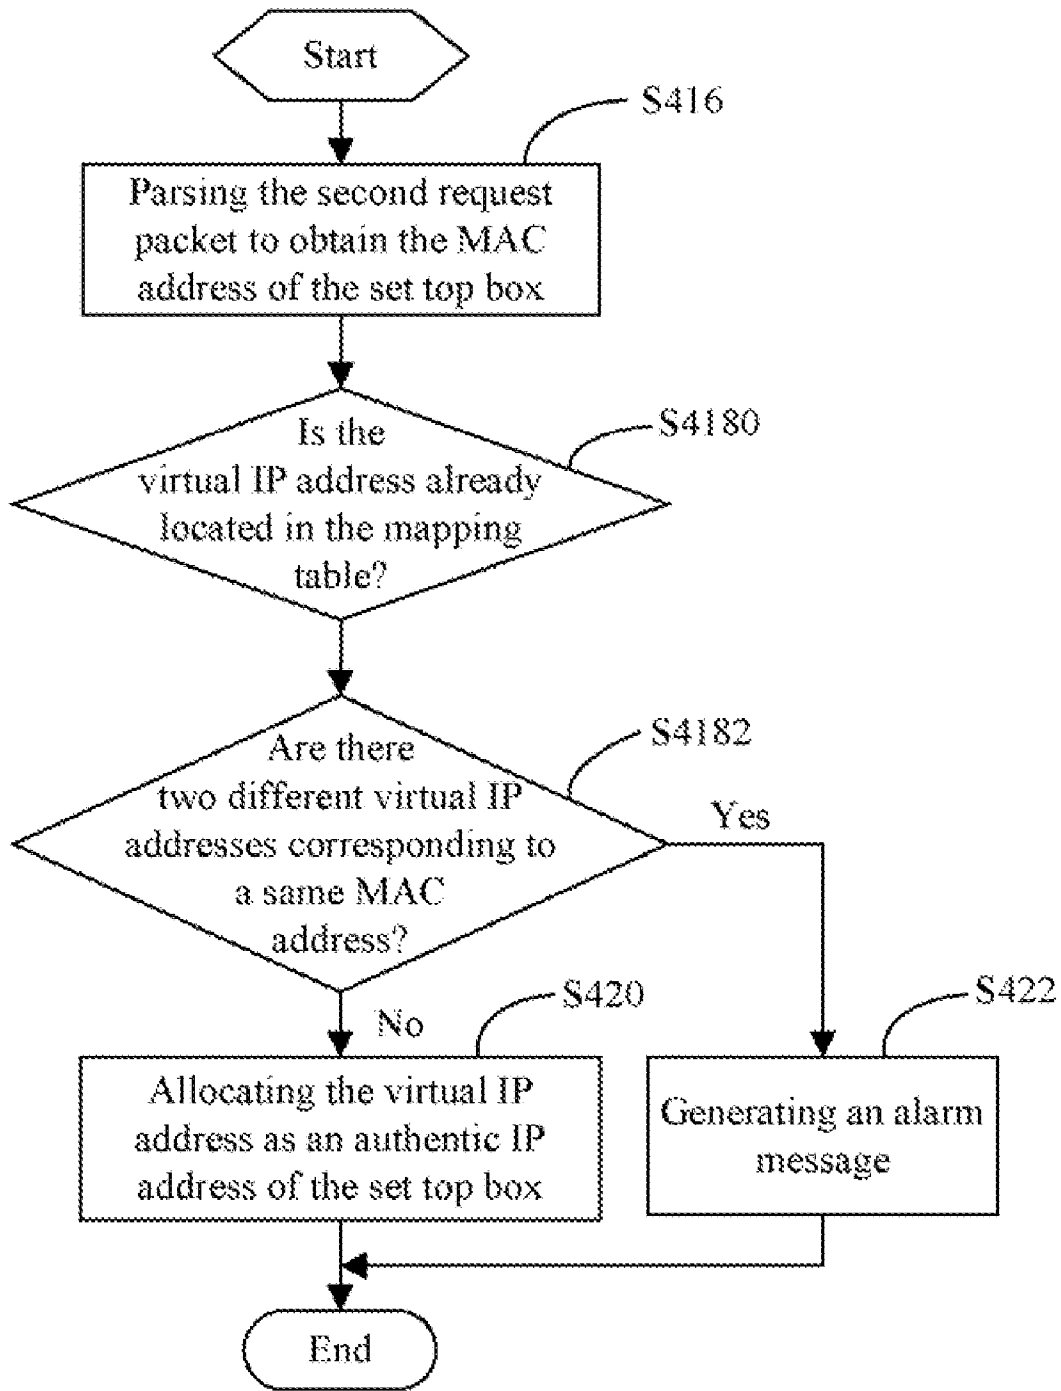 Start
S416
Parsing the second request
packet to obtain the MAC
address of the set top box
S4180
Is the
virtual IP address already
located in the mapping
table?
S4182
Are there
two different virtual IP
addresses corresponding to
a same MAC
address?
Yes
No
S420
Allocating the virtual IP
address as an authentic IP
address of the set top box
S422
Generating an alarm
message
End